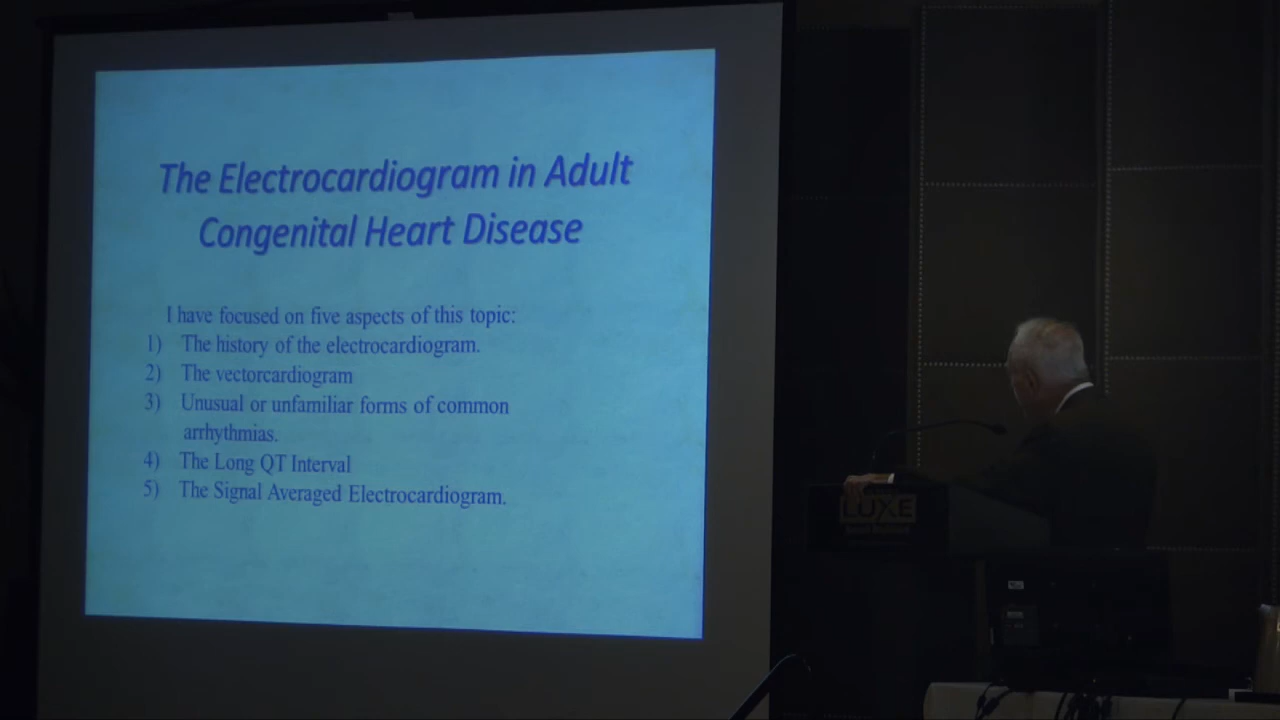 The Electrocardiogram in Adult
Congenital Heart Disease
I have focused on five aspects of this topic:
1) The history of the electrocardiogram.
2) The vectorcardiogram
3) Unusual or unfamiliar forms of common
arrhythmias.
4) The Long QT Interval
5) The Signal Averaged Electrocardiogram.
LUXE